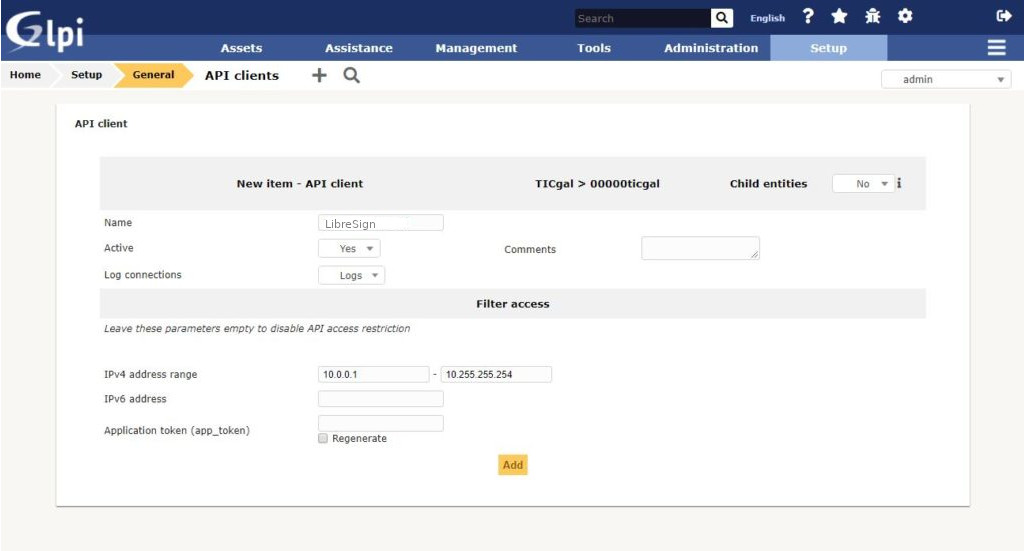 Glpi
Search English ?
Assets Assistance Management Tools Administration Setup
Home Setup General API clients + admin
API client
New item - API client TICgal > 00000ticgal Child entities No i
Name LibreSign
Active Yes Comments
Log connections Logs
Filter access
Leave these parameters empty to disable API access restriction
IPv4 address range 10.0.0.1 - 10.255.255.254
IPv6 address
Application token (app_token)
Regenerate
Add